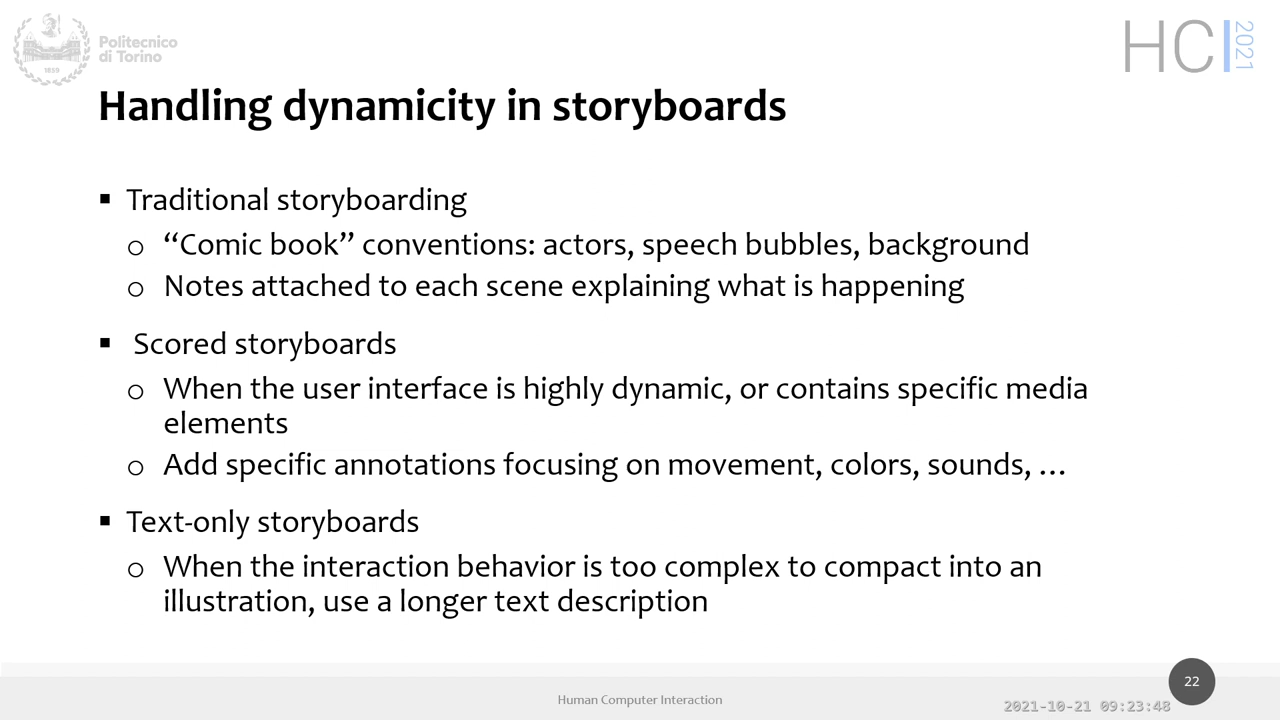 Politecnico
di Torino
1859
HCI 2021
Handling dynamicity in storyboards
▪ Traditional storyboarding
o “Comic book” conventions: actors, speech bubbles, background
o Notes attached to each scene explaining what is happening
▪ Scored storyboards
o When the user interface is highly dynamic, or contains specific media
elements
o Add specific annotations focusing on movement, colors, sounds, …
▪ Text-only storyboards
o When the interaction behavior is too complex to compact into an
illustration, use a longer text description
22
Human Computer Interaction
2021-10-21 09:23:48